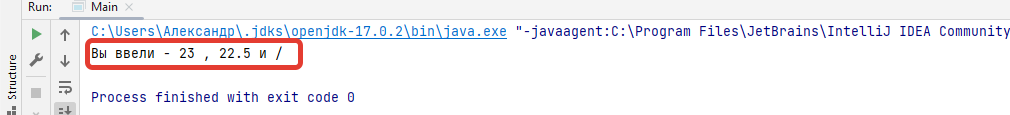 Run: Main
C:\Users\Александр\.jdks\openjdk-17.0.2\bin\java.exe "-javaagent:C:\Program Files\JetBrains\IntelliJ IDEA Community
Вы ввели - 23 , 22.5 и /
Process finished with exit code 0
Structure